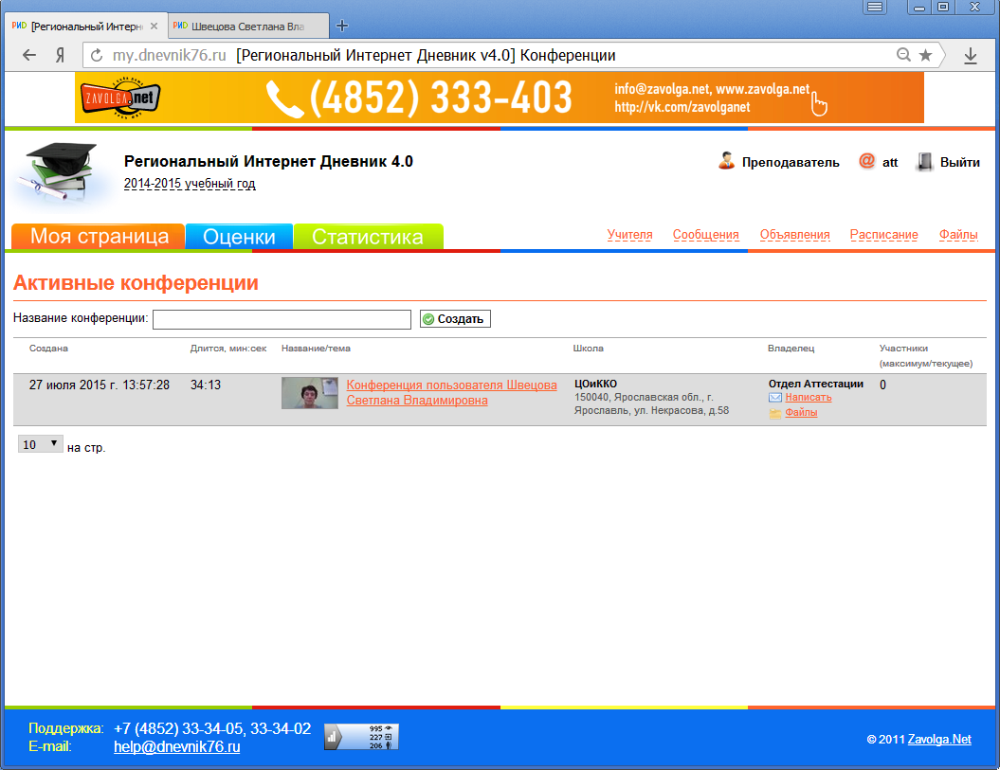 [Региональный Интерн
Швецова Светлана Вла
Я
my.dnevnik76.ru [Региональный Интернет Дневник v4.0] Конференции
ZAVOLGA.net
(4852) 333-403
info@zavolga.net, www.zavolga.net
http://vk.com/zavolganet
Региональный Интернет Дневник 4.0
2014-2015 учебный год
Преподаватель
att
Выйти
Моя страница
Оценки
Статистика
Учителя
Сообщения
Объявления
Расписание
Файлы
Активные конференции
Название конференции:
Создать
Создана
Длится, мин:сек
Название/тема
Школа
Владелец
Участники
(максимум/текущее)
27 июля 2015 г. 13:57:28
34:13
Конференция пользователя Швецова
Светлана Владимировна
ЦОиККО
150040, Ярославская обл., г.
Ярославль, ул. Некрасова, д.58
Отдел Аттестации
Написать
Файлы
0
10 на стр.
Поддержка: +7 (4852) 33-34-05, 33-34-02
E-mail: help@dnevnik76.ru
995
227
206
© 2011 Zavolga.Net